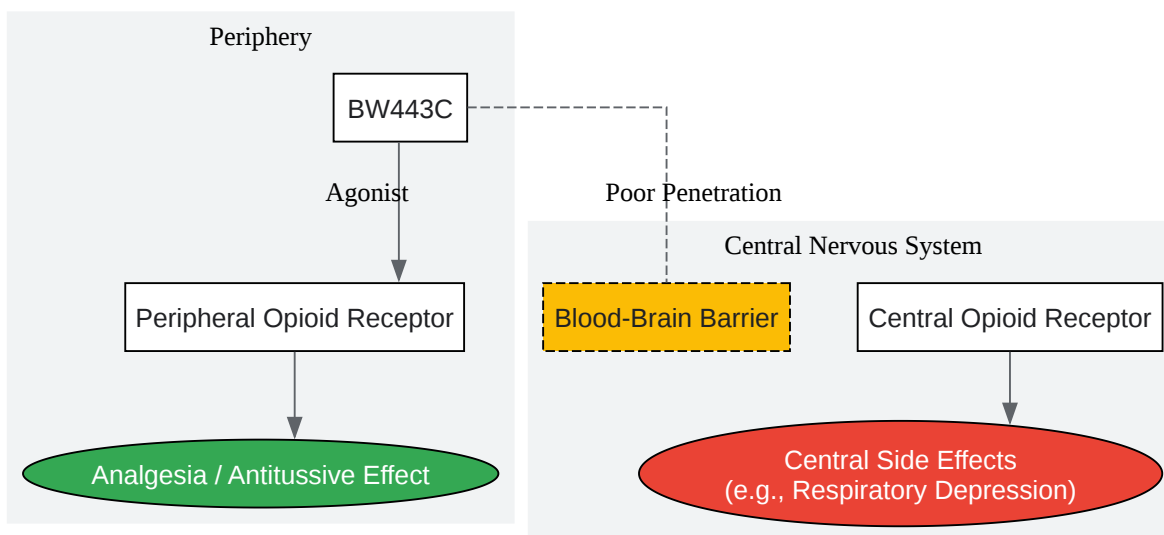 Periphery
BW443C
Agonist
Poor Penetration
Central Nervous System
Peripheral Opioid Receptor
Blood-Brain Barrier
Central Opioid Receptor
Analgesia / Antitussive Effect
Central Side Effects
(e.g., Respiratory Depression)